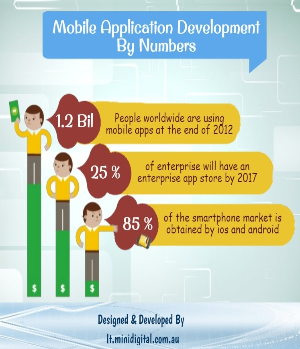 Mobile Application Development
By Numbers
1.2 Bil
People worldwide are using
mobile apps at the end of 2012
25 %
of enterprise will have an
enterprise app store by 2017
85 %
of the smartphone market is
obtained by ios and android
$ $ $
Designed & Developed By
It.minidigital.com.au